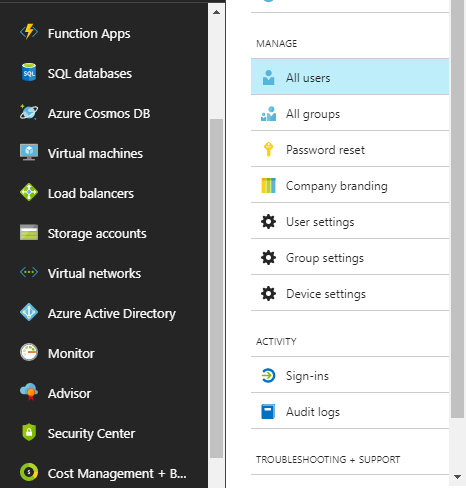 Function Apps
SQL databases
Azure Cosmos DB
Virtual machines
Load balancers
Storage accounts
Virtual networks
Azure Active Directory
Monitor
Advisor
Security Center
Cost Management + B...
MANAGE
All users
All groups
Password reset
Company branding
User settings
Group settings
Device settings
ACTIVITY
Sign-ins
Audit logs
TROUBLESHOOTING + SUPPORT